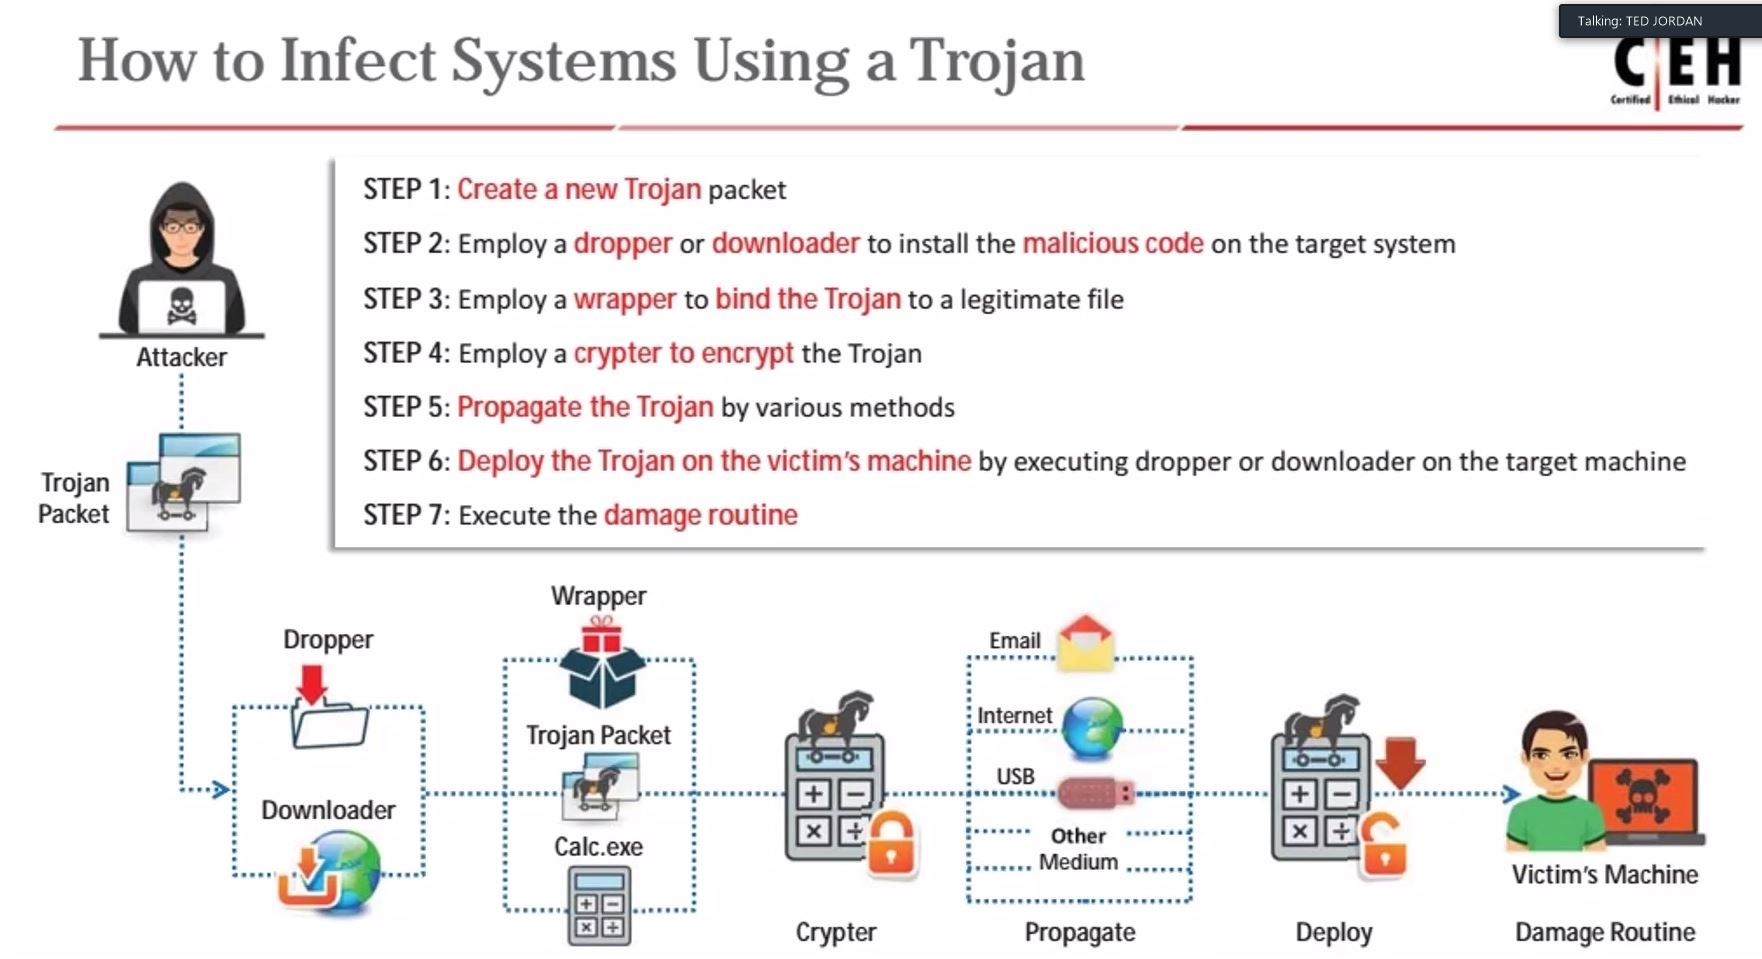 Talking: TED JORDAN
How to Infect Systems Using a Trojan
C|EH
Certified Ethical Hacker
STEP 1: Create a new Trojan packet
STEP 2: Employ a dropper or downloader to install the malicious code on the target system
STEP 3: Employ a wrapper to bind the Trojan to a legitimate file
STEP 4: Employ a crypter to encrypt the Trojan
STEP 5: Propagate the Trojan by various methods
STEP 6: Deploy the Trojan on the victim's machine by executing dropper or downloader on the target machine
STEP 7: Execute the damage routine
Attacker
Trojan
Packet
Dropper
Downloader
Wrapper
Trojan Packet
Calc.exe
Crypter
Email
Internet
USB
Other
Medium
Propagate
Deploy
Victim's Machine
Damage Routine